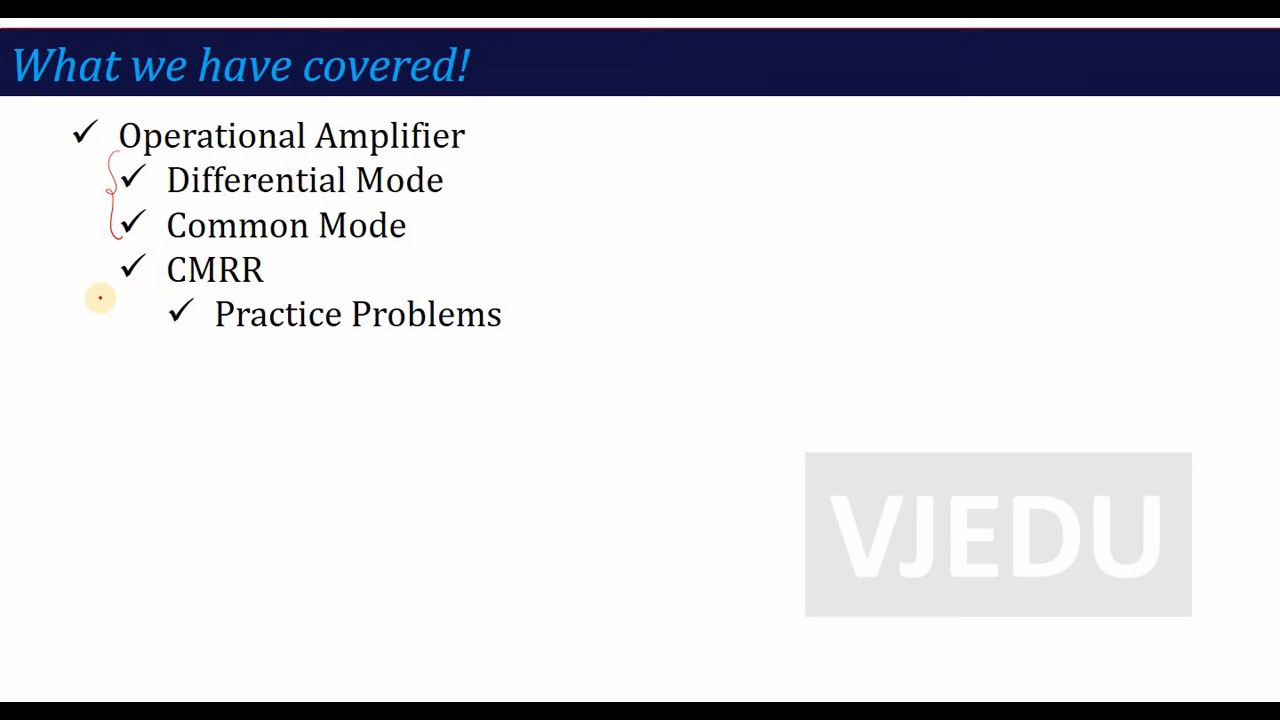 What we have covered!
✓ Operational Amplifier
✓ Differential Mode
✓ Common Mode
✓ CMRR
✓ Practice Problems
VJEDU